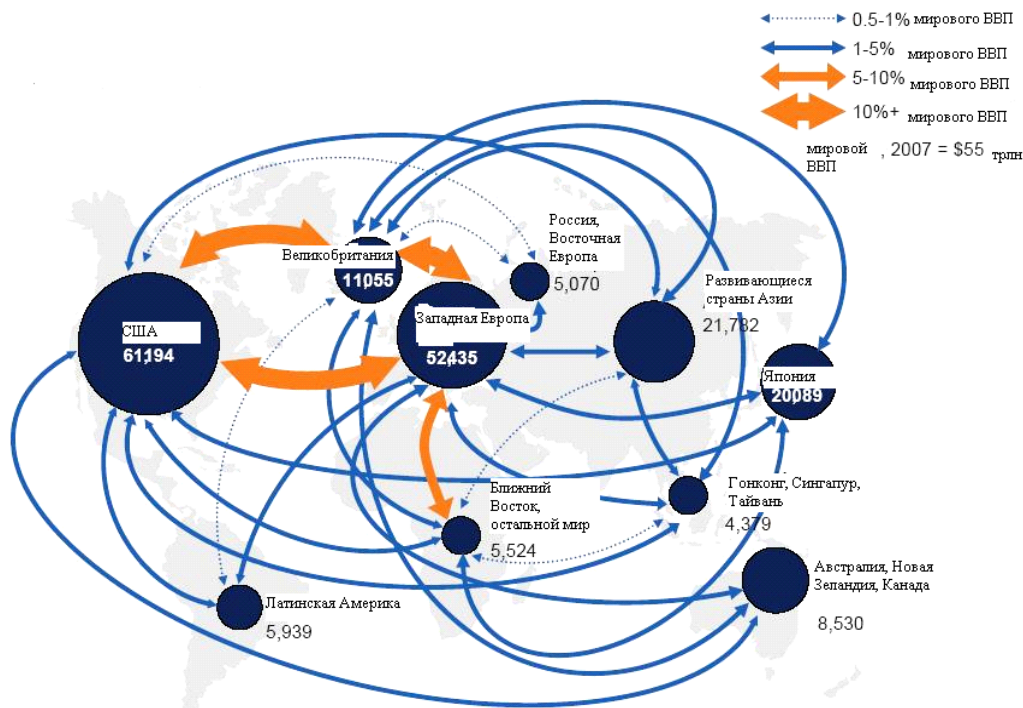 0.5-1% мирового ВВП
1-5% мирового ВВП
5-10% мирового ВВП
10%+ мирового ВВП
мировой ВВП , 2007 = $55 трлн
Великобритания
11,055
Россия,
Восточная
Европа
5,070
Развивающиеся
страны Азии
21,782
США
61,194
Западная Европа
52,435
Япония
20,089
Ближний
Восток,
остальной мир
5,524
Гонконг, Сингапур,
Тайвань
4,379
Австралия, Новая
Зеландия, Канада
8,530
Латинская Америка
5,939